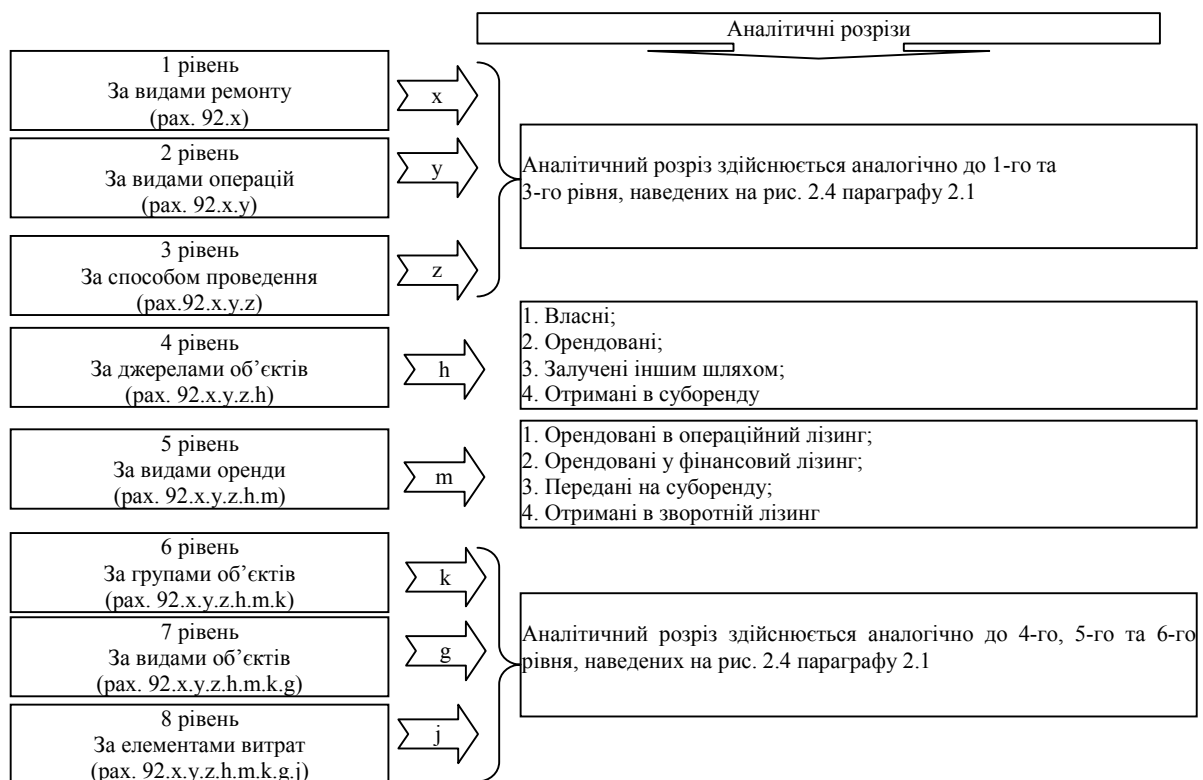 Аналітичні розрізи
1 рівень
За видами ремонту
(рах. 92.x)
x
2 рівень
За видами операцій
(рах. 92.x.y)
y
3 рівень
За способом проведення
(рах.92.x.y.z)
z
Аналітичний розріз здійснюється аналогічно до 1-го та
3-го рівня, наведених на рис. 2.4 параграфу 2.1
4 рівень
За джерелами об’єктів
(рах. 92.x.y.z.h)
h
1. Власні;
2. Орендовані;
3. Залучені іншим шляхом;
4. Отримані в суборенду
5 рівень
За видами оренди
(рах. 92.x.y.z.h.m)
m
1. Орендовані в операційний лізинг;
2. Орендовані у фінансовий лізинг;
3. Передані на суборенду;
4. Отримані в зворотній лізинг
6 рівень
За групами об’єктів
(рах. 92.x.y.z.h.m.k)
k
7 рівень
За видами об’єктів
(рах. 92.x.y.z.h.m.k.g)
g
8 рівень
За елементами витрат
(рах. 92.x.y.z.h.m.k.g.j)
j
Аналітичний розріз здійснюється аналогічно до 4-го, 5-го та 6-го
рівня, наведених на рис. 2.4 параграфу 2.1